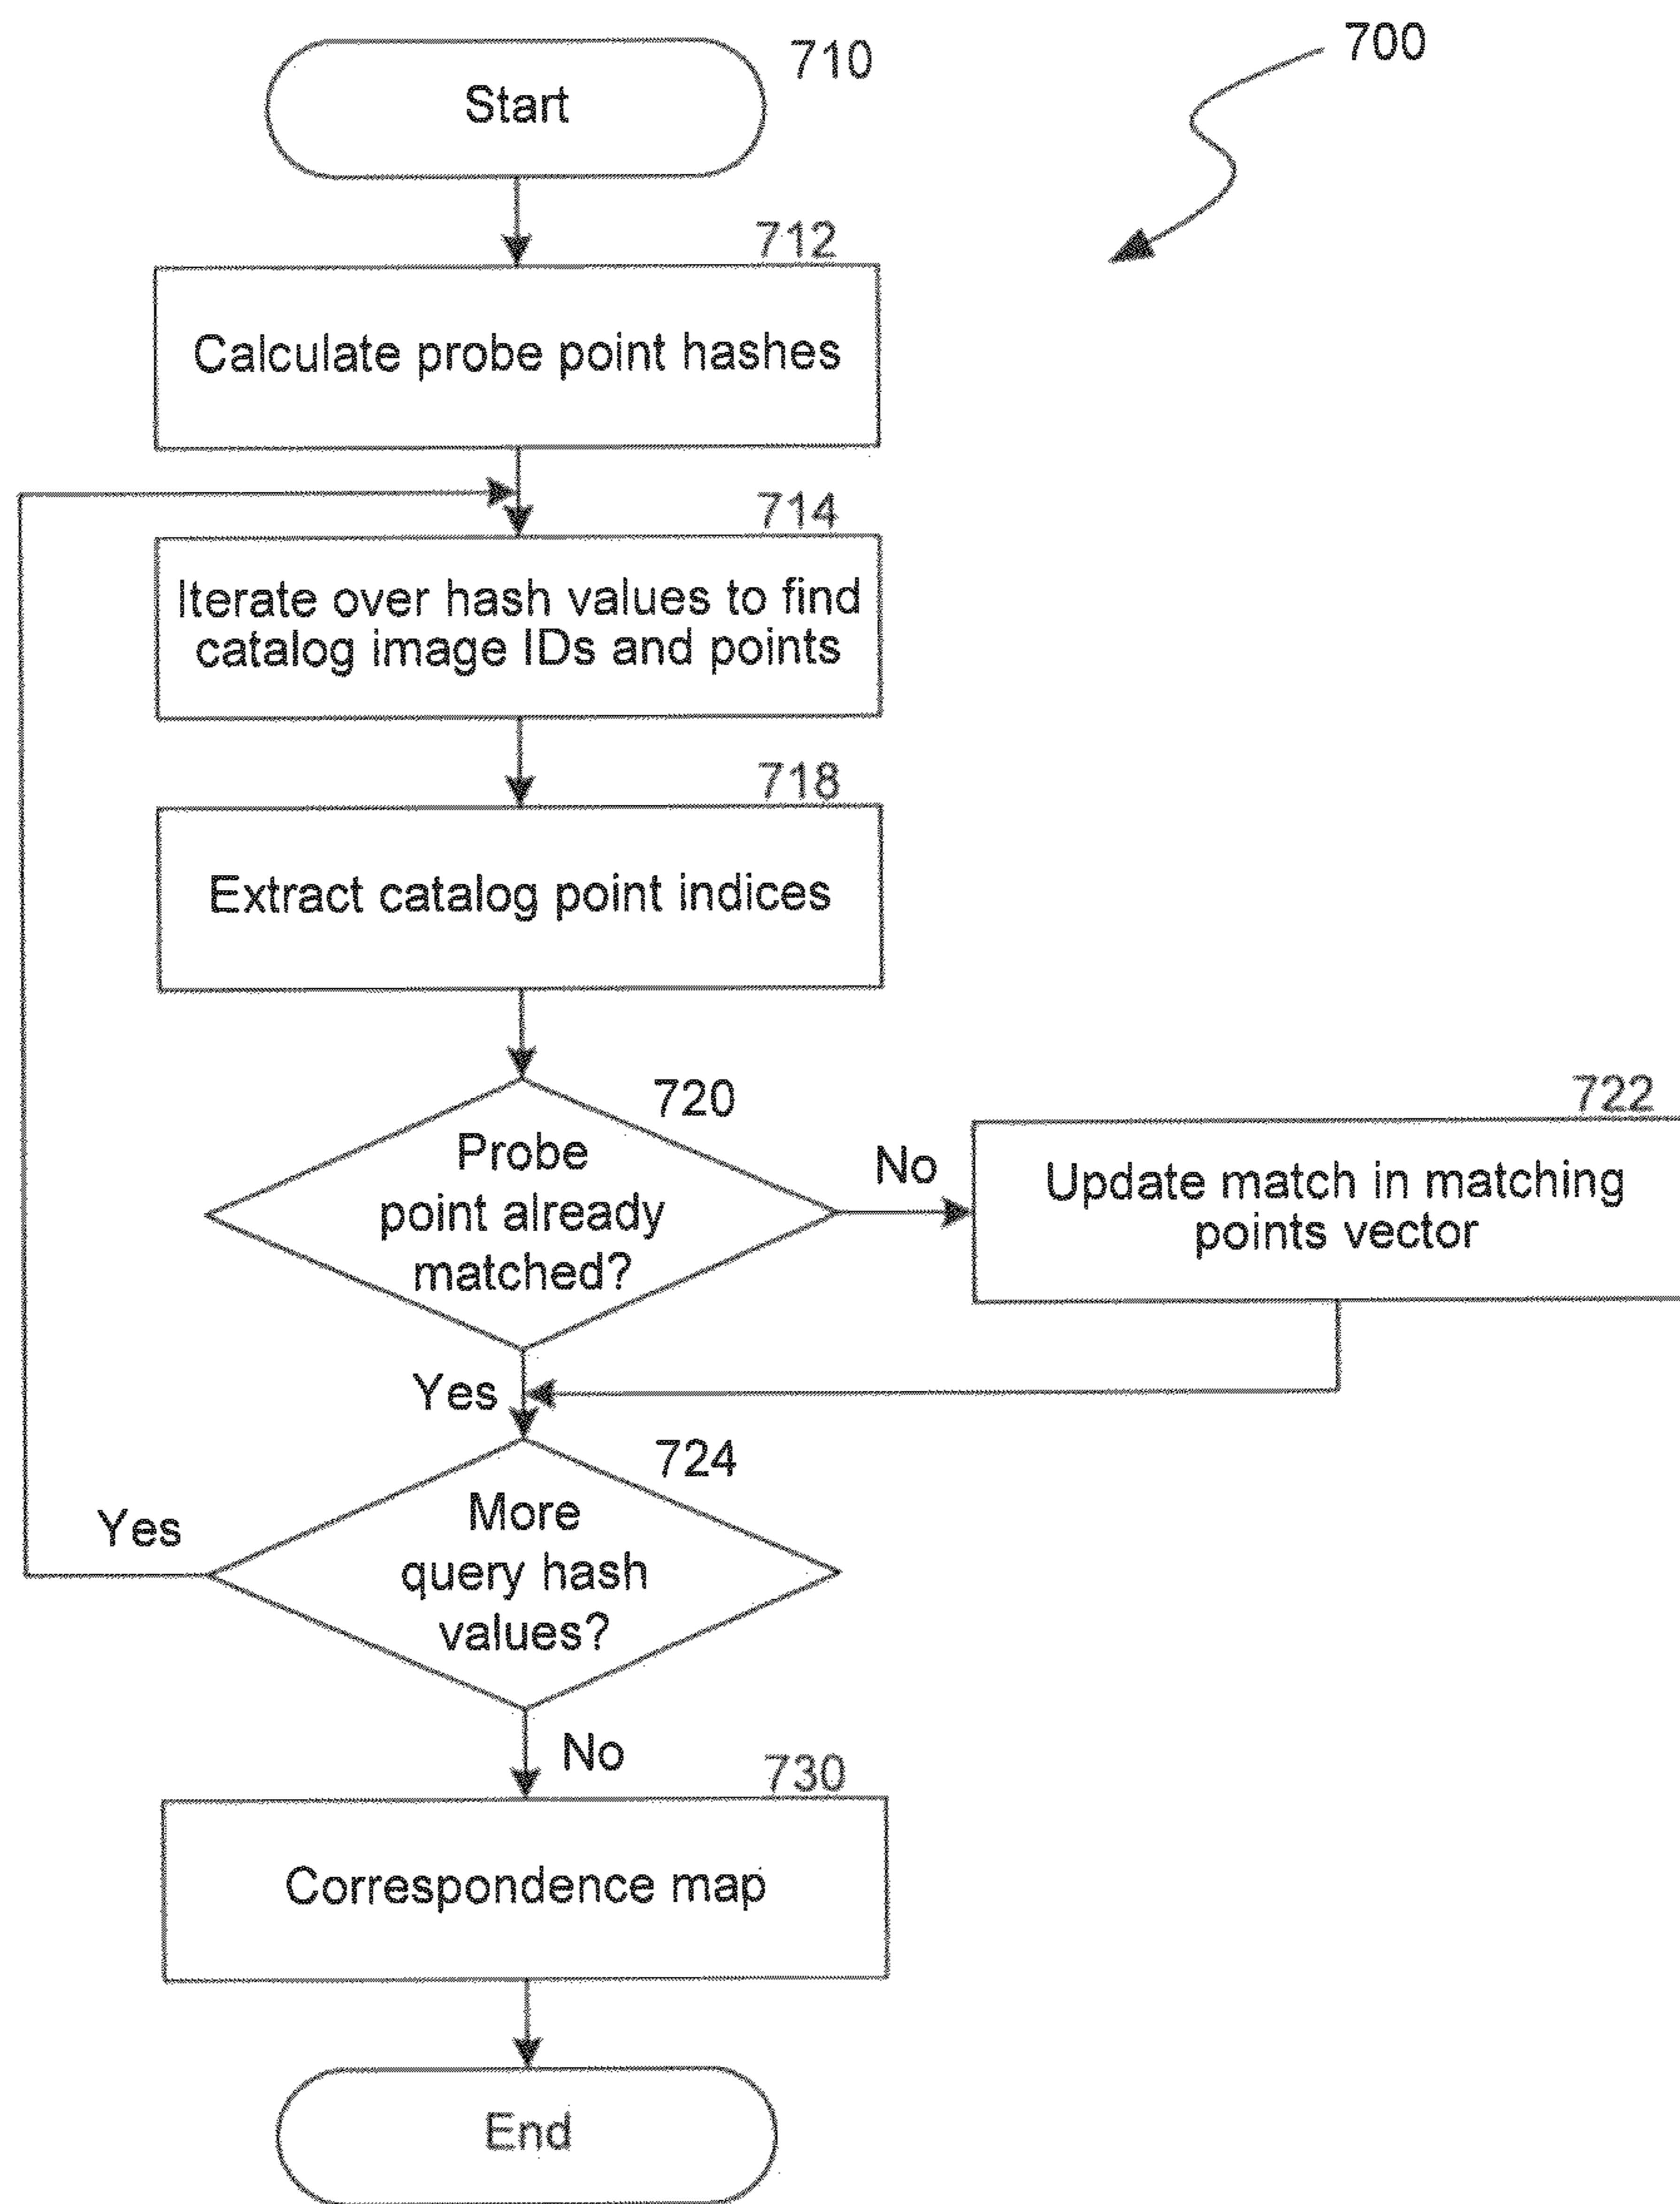 700
710
Start
712
Calculate probe point hashes
714
Iterate over hash values to find
catalog image IDs and points
718
Extract catalog point indices
720
Probe
point already
matched?
No
722
Update match in matching
points vector
Yes
724
More
query hash
values?
Yes
No
730
Correspondence map
End